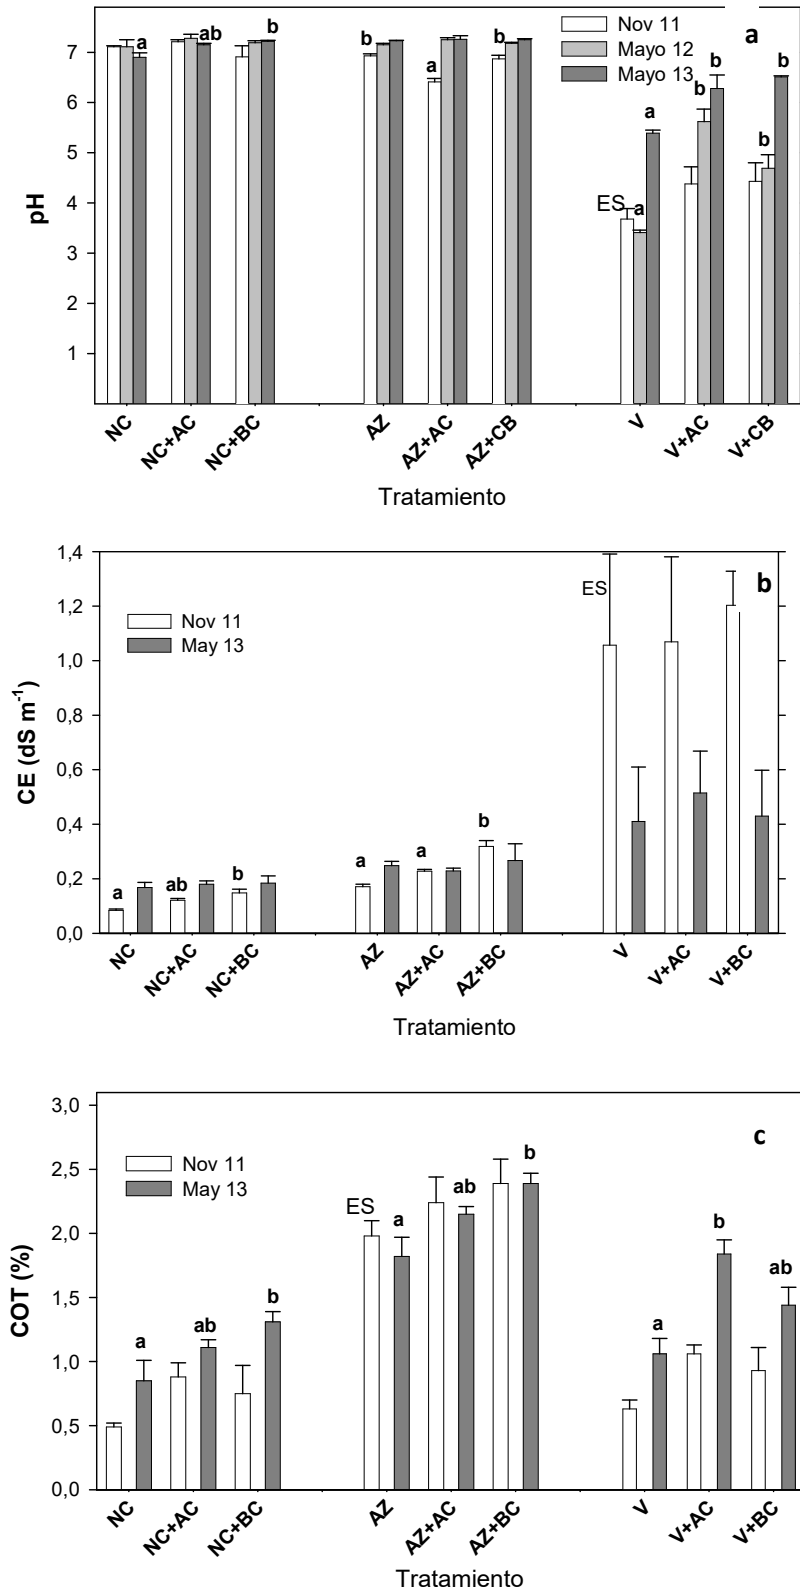 Nov 11
Mayo 12
Mayo 13
a
pH
7
6
5
4
3
2
1
a ab b
b a b
ES a a
b b
b b
NC NC+AC NC+BC AZ AZ+AC AZ+CB V V+AC V+CB
Tratamiento
b
Nov 11
May 13
CE (dS m-1)
1,4
1,2
1,0
0,8
0,6
0,4
0,2
0,0
a ab b
a a b
ES
NC NC+AC NC+BC AZ AZ+AC AZ+BC V V+AC V+BC
Tratamiento
c
Nov 11
May 13
COT (%)
3,0
2,5
2,0
1,5
1,0
0,5
0,0
a ab b
ES a ab b
a b ab
NC NC+AC NC+BC AZ AZ+AC AZ+BC V V+AC V+BC
Tratamiento